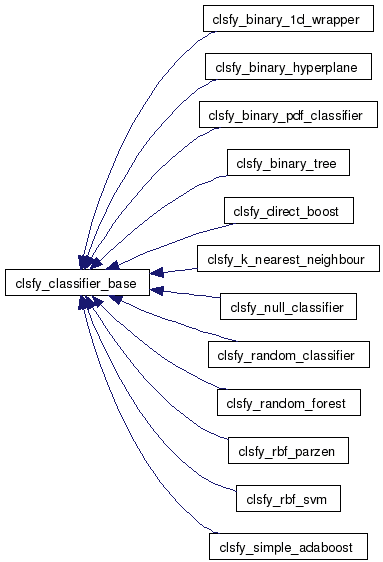 clsfy_binary_1d_wrapper
clsfy_binary_hyperplane
clsfy_binary_pdf_classifier
clsfy_binary_tree
clsfy_direct_boost
clsfy_k_nearest_neighbour
clsfy_classifier_base
clsfy_null_classifier
clsfy_random_classifier
clsfy_random_forest
clsfy_rbf_parzen
clsfy_rbf_svm
clsfy_simple_adaboost